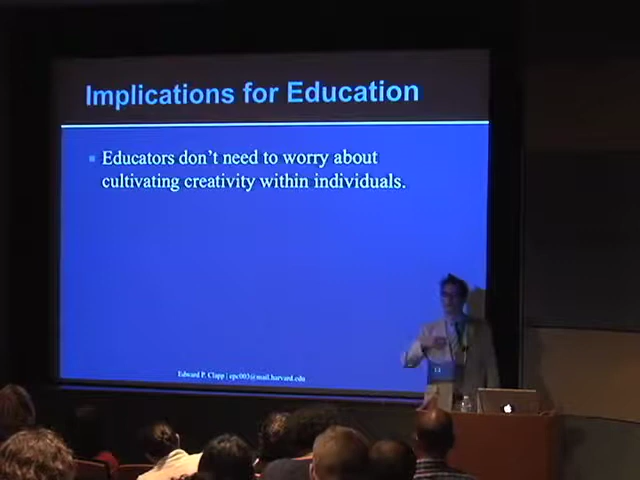 Implications for Education
Educators don't need to worry about
cultivating creativity within individuals.
Edward P. Clapp | epc003@mail.harvard.edu